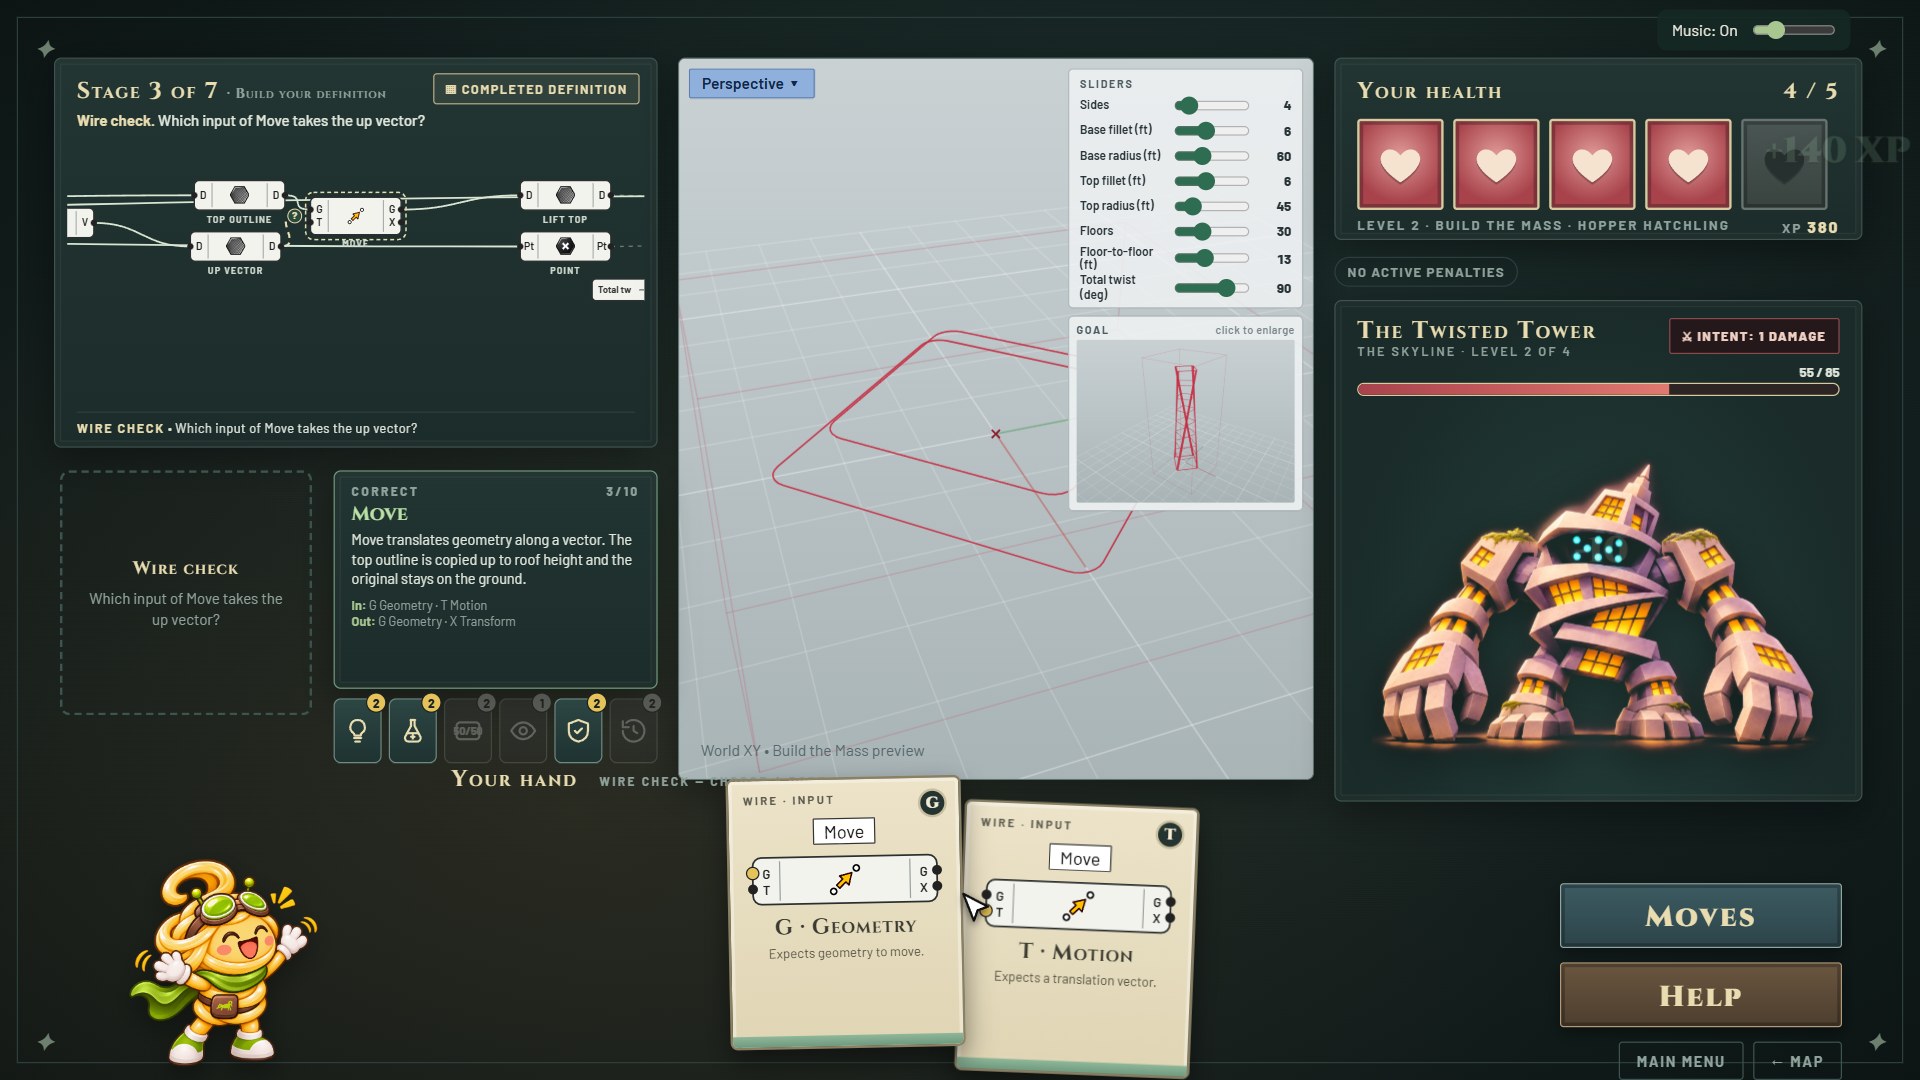 Music: On
STAGE 3 OF 7 · BUILD YOUR DEFINITION
COMPLETED DEFINITION
Wire check. Which input of Move takes the up vector?
D D
TOP OUTLINE
V
D D
UP VECTOR
?
G G
T X
MOVE
D D
LIFT TOP
Pt Pt
POINT
Total tw
WIRE CHECK • Which input of Move takes the up vector?
WIRE CHECK
Which input of Move takes the
up vector?
CORRECT 3/10
MOVE
Move translates geometry along a vector. The
top outline is copied up to roof height and the
original stays on the ground.
In: G Geometry · T Motion
Out: G Geometry · X Transform
2 2 2 1 2 2
50/50
YOUR HAND WIRE CHECK –
Perspective ▼
SLIDERS
Sides 4
Base fillet (ft) 6
Base radius (ft) 60
Top fillet (ft) 6
Top radius (ft) 45
Floors 30
Floor-to-floor
(ft) 13
Total twist
(deg) 90
GOAL click to enlarge
World XY • Build the Mass preview
WIRE · INPUT G
Move
G G
T X
G · GEOMETRY
Expects geometry to move.
WIRE · INPUT T
Move
G G
T X
T · MOTION
Expects a translation vector.
YOUR HEALTH 4 / 5
+140 XP
LEVEL 2 · BUILD THE MASS · HOPPER HATCHLING XP 380
NO ACTIVE PENALTIES
THE TWISTED TOWER
THE SKYLINE · LEVEL 2 OF 4
INTENT: 1 DAMAGE
55 / 85
MOVES
HELP
MAIN MENU
← MAP